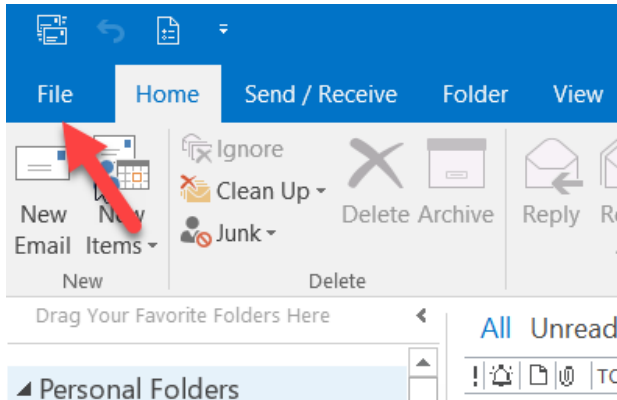 File Home Send / Receive Folder View
Ignore
Clean Up
Delete Archive Reply
New New
Email Items
Junk
New Delete
Drag Your Favorite Folders Here
All Unread
Personal Folders